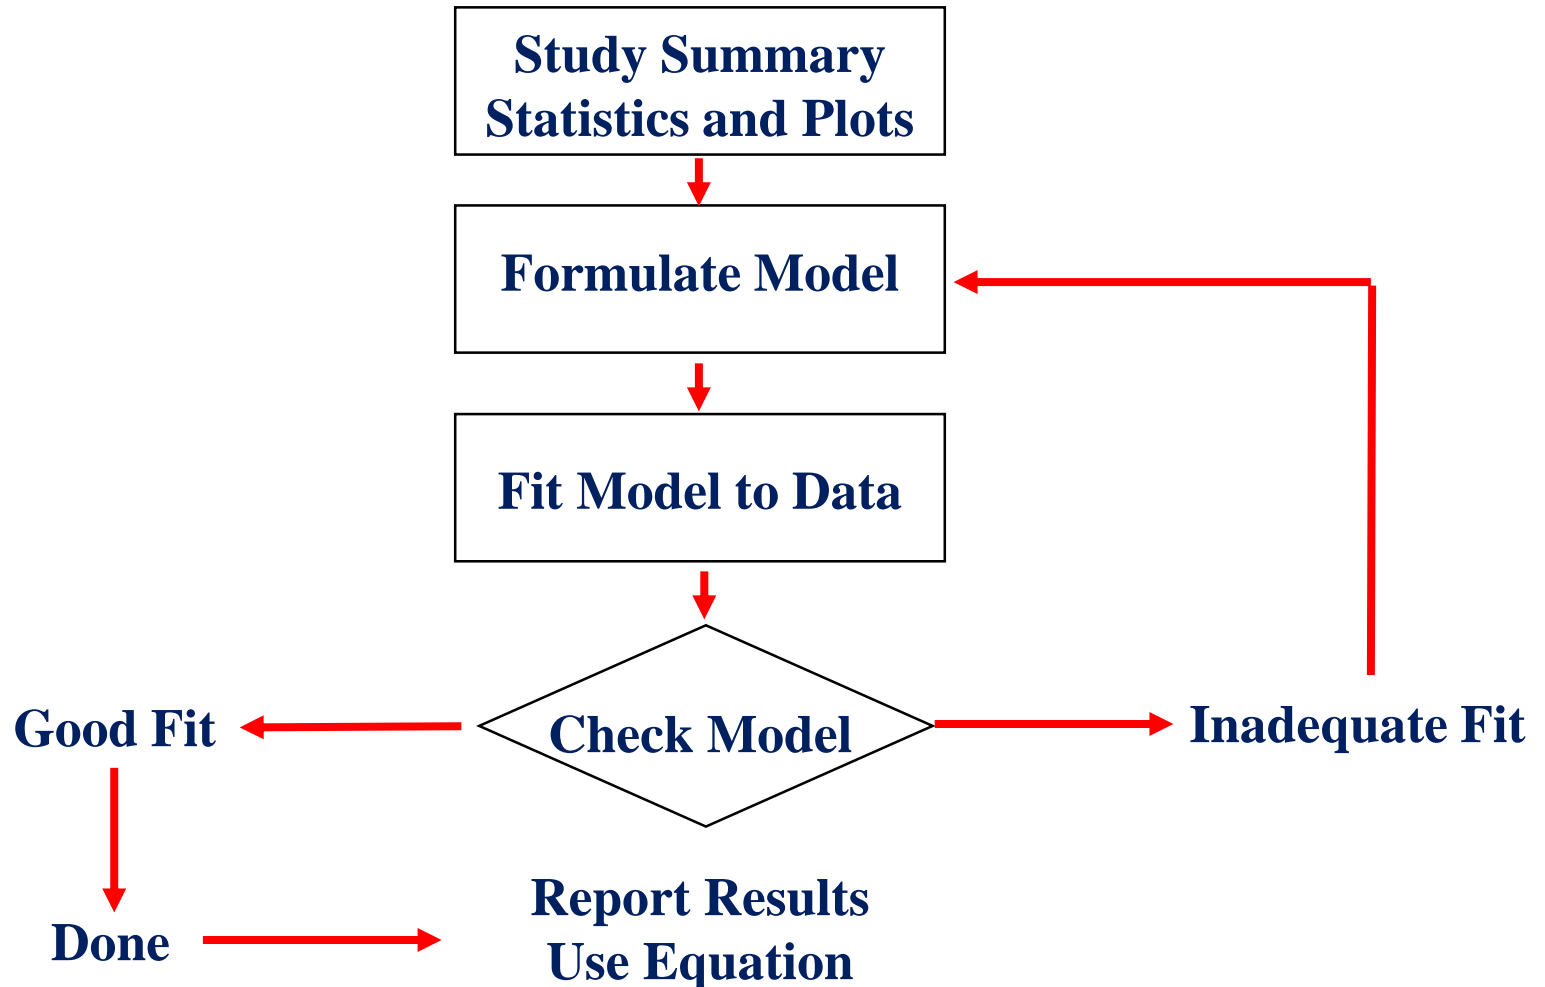 Study Summary
Statistics and Plots
Formulate Model
Fit Model to Data
Good Fit
Check Model
Inadequate Fit
Done
Report Results
Use Equation